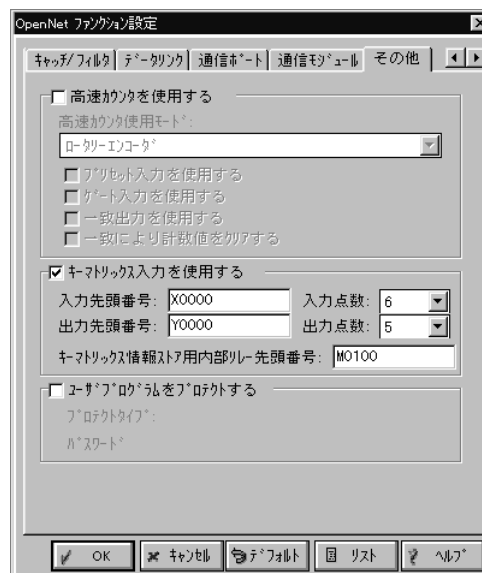 OpenNet ﾌｧﾝｸｼｮﾝ設定
ｷｬｯﾁ/ﾌｨﾙﾀ ﾃﾞｰﾀﾘﾝｸ 通信ﾎﾟｰﾄ 通信ﾓｼﾞｭｰﾙ その他
高速ｶｳﾝﾀを使用する
高速ｶｳﾝﾀ使用ﾓｰﾄﾞ:
ﾛｰﾀﾘｰｴﾝｺｰﾀﾞ
ﾌﾟﾘｾｯﾄ入力を使用する
ｹﾞｰﾄ入力を使用する
一致出力を使用する
一致により計数値をｸﾘｱする
ｷｰﾏﾄﾘｯｸｽ入力を使用する
入力先頭番号: X0000 入力点数: 6
出力先頭番号: Y0000 出力点数: 5
ｷｰﾏﾄﾘｯｸｽ情報ｽﾄｱ用内部ﾘﾚｰ先頭番号: M0100
ﾕｰｻﾞﾌﾟﾛｸﾞﾗﾑをﾌﾟﾛﾃｸﾄする
ﾌﾟﾛﾃｸﾄﾀｲﾌﾟ:
ﾊﾟｽﾜｰﾄﾞ
OK ｷｬﾝｾﾙ ﾃﾞﾌｫﾙﾄ ﾘｽﾄ ﾍﾙﾌﾟ